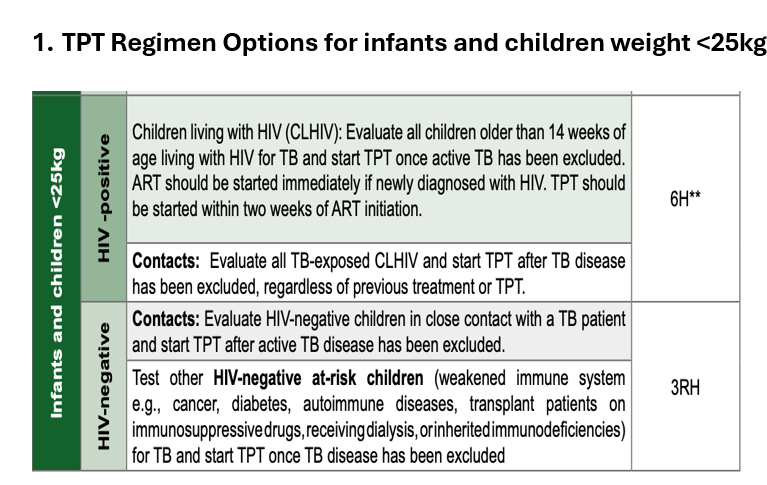 1. TPT Regimen Options for infants and children weight <25kg
Infants and children <25kg
HIV -positive
Children living with HIV (CLHIV): Evaluate all children older than 14 weeks of
age living with HIV for TB and start TPT once active TB has been excluded.
ART should be started immediately if newly diagnosed with HIV. TPT should
be started within two weeks of ART initiation.
6H**
Contacts: Evaluate all TB-exposed CLHIV and start TPT after TB disease
has been excluded, regardless of previous treatment or TPT.
HIV-negative
Contacts: Evaluate HIV-negative children in close contact with a TB patient
and start TPT after active TB disease has been excluded.
Test other HIV-negative at-risk children (weakened immune system
e.g., cancer, diabetes, autoimmune diseases, transplant patients on
immunosuppressive drugs, receiving dialysis, or inherited immunodeficiencies)
for TB and start TPT once TB disease has been excluded
3RH